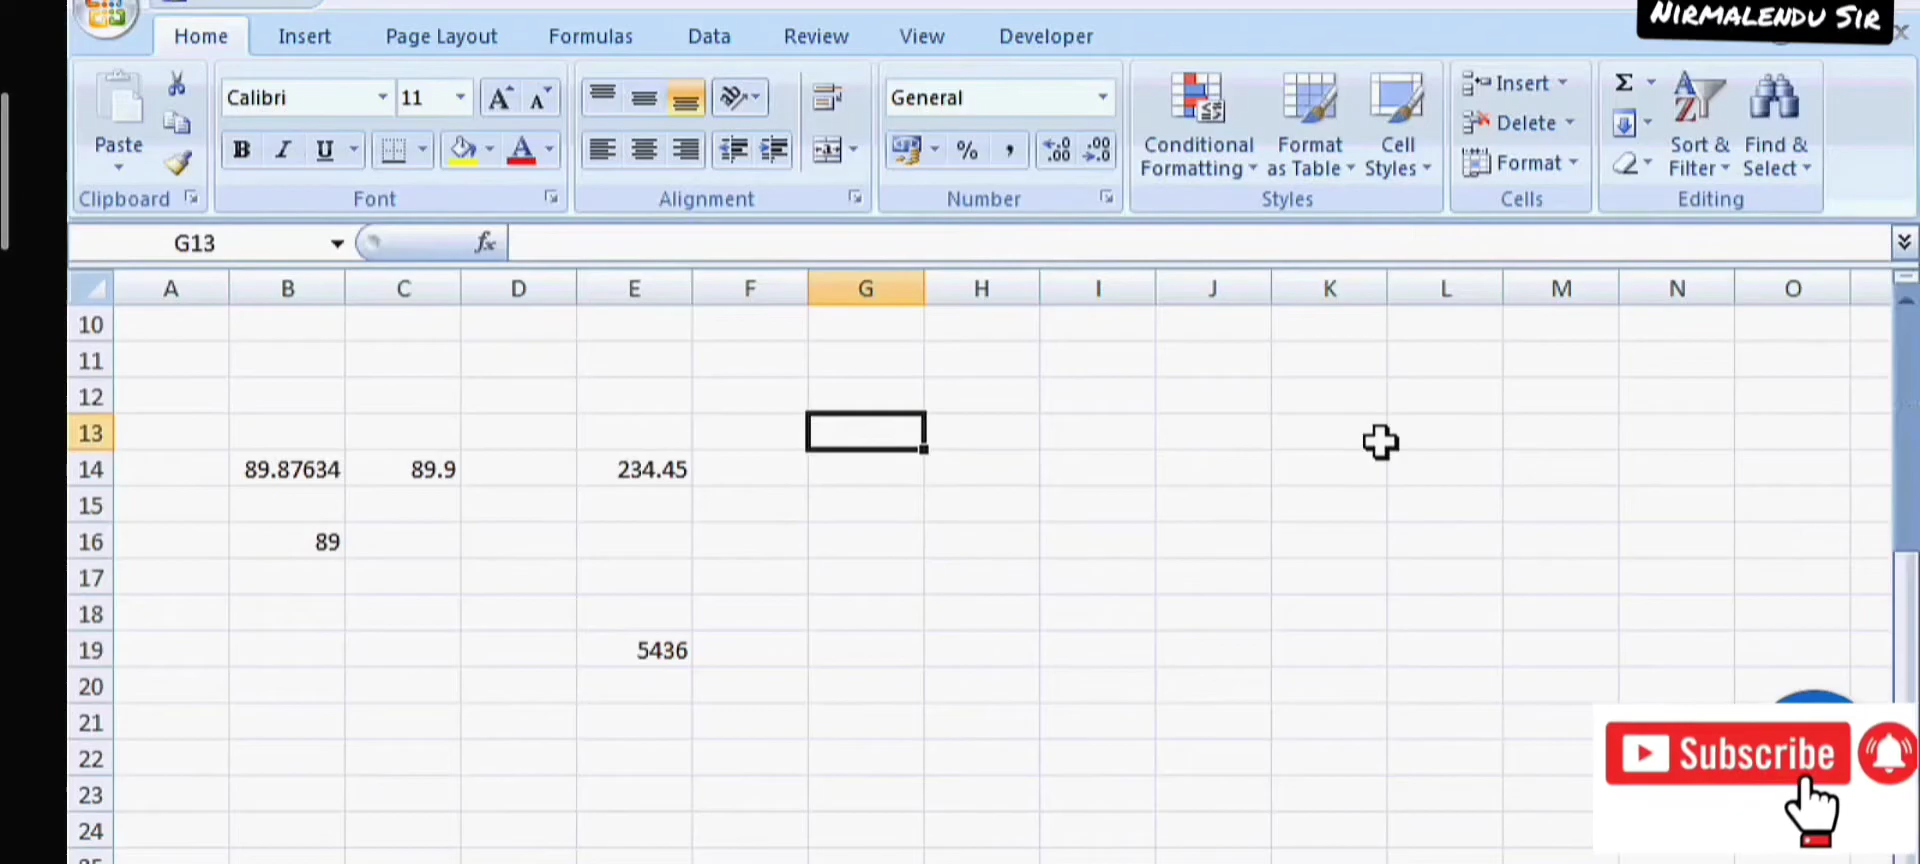 NIRMALENDU SIR
Home Insert Page Layout Formulas Data Review View Developer
Calibri 11 General
Insert
Delete
Format
Paste
B I U
% ,
Conditional Formatting
Format as Table
Cell Styles
Σ
Sort & Filter
Find & Select
Clipboard Font Alignment Number Styles Cells Editing
G13 fx
A B C D E F G H I J K L M N O
10
11
12
13
14 89.87634 89.9 234.45
15
16 89
17
18
19 5436
20
21
22
23
24
Subscribe